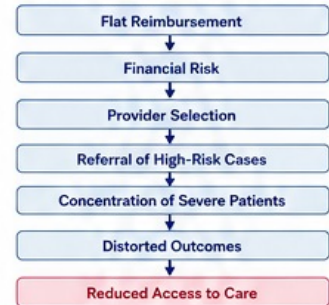 Flat Reimbursement
Financial Risk
Provider Selection
Referral of High-Risk Cases
Concentration of Severe Patients
Distorted Outcomes
Reduced Access to Care